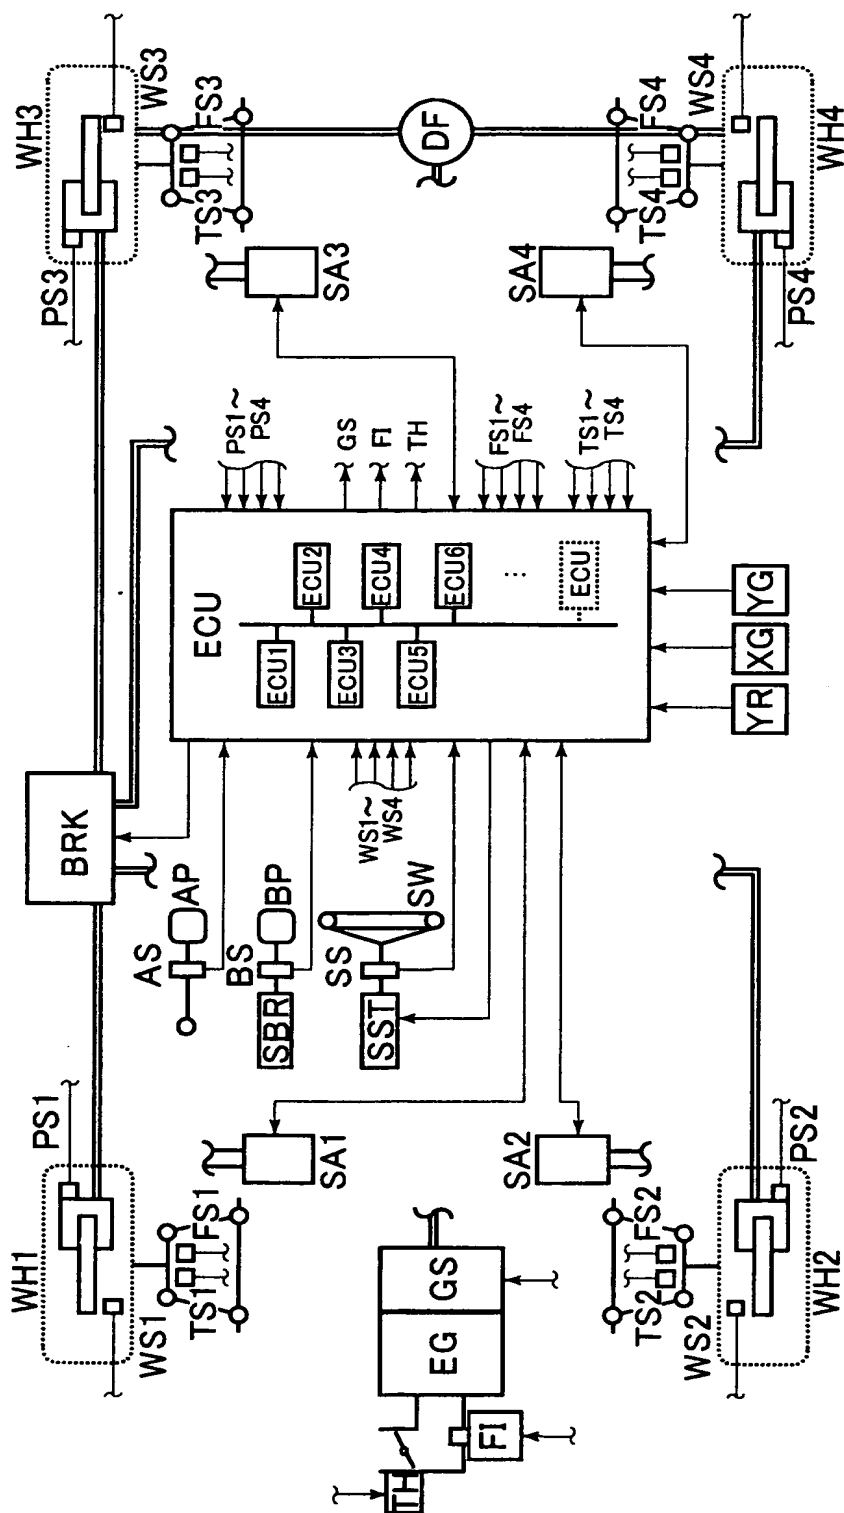 WH1
PS1
WS1
TS1
FS1
SA1
AS
AP
BS
BP
SBR
SS
SW
SST
BRK
WH3
PS3
WS3
TS3
FS3
SA3
EG
GS
FI
TH
ECU
ECU1
ECU2
ECU3
ECU4
ECU5
ECU6
...
ECU
WS1~
WS4
PS1~
PS4
GS
FI
TH
FS1~
FS4
TS1~
TS4
DF
YR
XG
YG
SA2
TS2
FS2
WS2
PS2
WH2
SA4
TS4
FS4
WS4
PS4
WH4